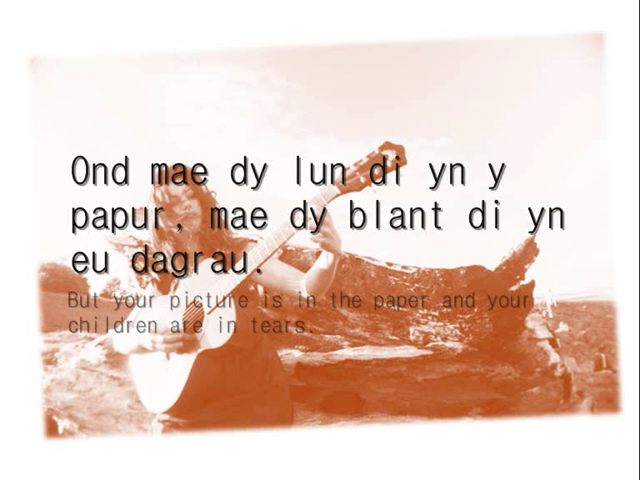 Ond mae dy lun di yn y
papur, mae dy blant di yn
eu dagrau.
But your picture is in the paper and your
children are in tears.